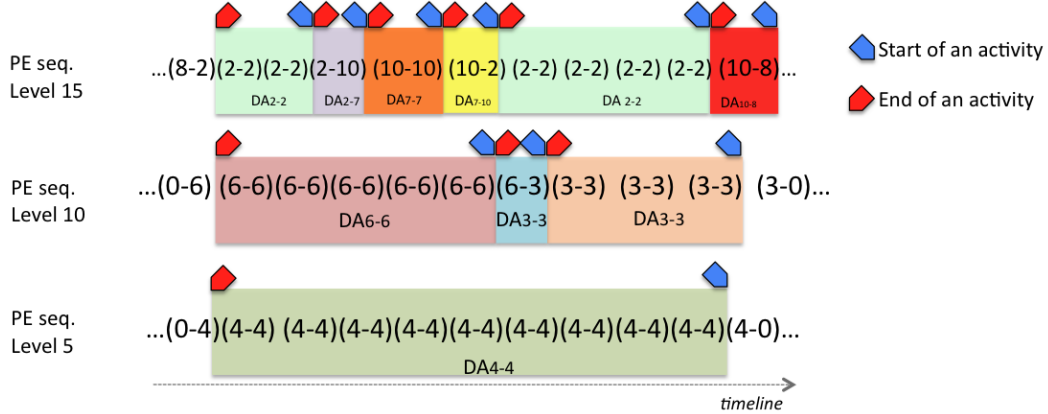 PE seq.
Level 15
...(8-2)(2-2)(2-2)(2-10) (10-10) (10-2) (2-2) (2-2) (2-2) (2-2) (10-8)...
DA2-2 DA2-7 DA7-7 DA7-10 DA 2-2 DA10-8
Start of an activity
End of an activity
PE seq.
Level 10
...(0-6) (6-6)(6-6)(6-6)(6-6)(6-6)(6-3)(3-3) (3-3) (3-3) (3-0)...
DA6-6 DA3-3 DA3-3
PE seq.
Level 5
...(0-4)(4-4) (4-4)(4-4)(4-4)(4-4)(4-4)(4-4)(4-4)(4-4)(4-0)...
DA4-4
timeline